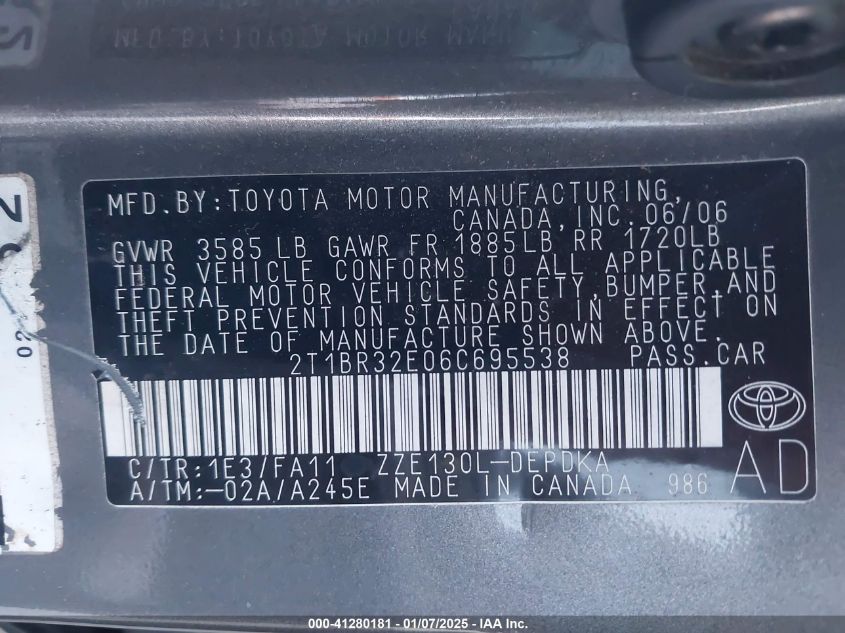 MFD. BY: TOYOTA MOTOR MANUFACTURING,
CANADA, INC. 06/06
GVWR 3585 LB GAWR FR 1885LB RR 1720LB
THIS VEHICLE CONFORMS TO ALL APPLICABLE
FEDERAL MOTOR VEHICLE SAFETY, BUMPER, AND
THEFT PREVENTION STANDARDS IN EFFECT ON
THE DATE OF MANUFACTURE SHOWN ABOVE.
2T1BR32E06C695538 PASS.CAR
C/TR: 1E3/FA11 ZZE130L-DEPDKA
A/TM:-02A/A245E MADE IN CANADA 986
AD
02
000-41280181 - 01/07/2025 - IAA Inc.